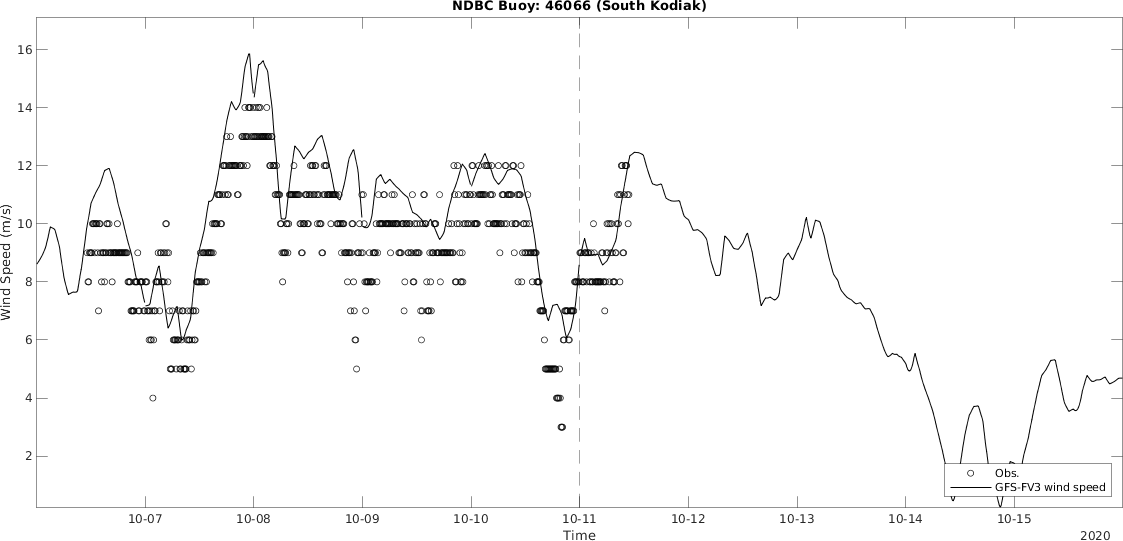 NDBC Buoy: 46066 (South Kodiak)
Wind Speed (m/s)
16
14
12
10
8
6
4
2
Obs.
GFS-FV3 wind speed
10-07 10-08 10-09 10-10 10-11 10-12 10-13 10-14 10-15
Time
2020